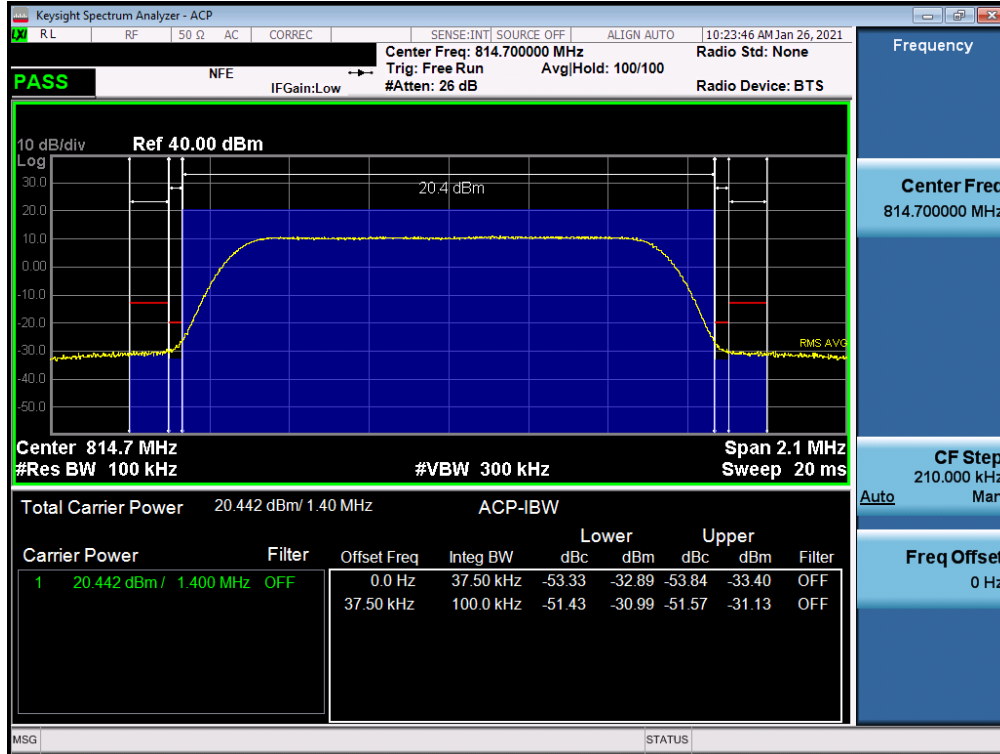 Keysight Spectrum Analyzer - ACP
LXI RL RF 50 Ω AC CORREC SENSE:INT SOURCE OFF ALIGN AUTO 10:23:46 AM Jan 26, 2021
Center Freq: 814.700000 MHz Radio Std: None
NFE Trig: Free Run Avg|Hold: 100/100
PASS IFGain:Low #Atten: 26 dB Radio Device: BTS
10 dB/div Ref 40.00 dBm
Log
30.0
20.4 dBm
20.0
10.0
0.00
-10.0
-20.0
RMS AVG
-30.0
-40.0
-50.0
Center 814.7 MHz Span 2.1 MHz
#Res BW 100 kHz #VBW 300 kHz Sweep 20 ms
Total Carrier Power 20.442 dBm/ 1.40 MHz ACP-IBW
Lower Upper
Carrier Power Filter Offset Freq Integ BW dBc dBm dBc dBm Filter
1 20.442 dBm / 1.400 MHz OFF 0.0 Hz 37.50 kHz -53.33 -32.89 -53.84 -33.40 OFF
37.50 kHz 100.0 kHz -51.43 -30.99 -51.57 -31.13 OFF
MSG STATUS
Frequency
Center Freq
814.700000 MHz
CF Step
210.000 kHz
Auto Man
Freq Offset
0 Hz